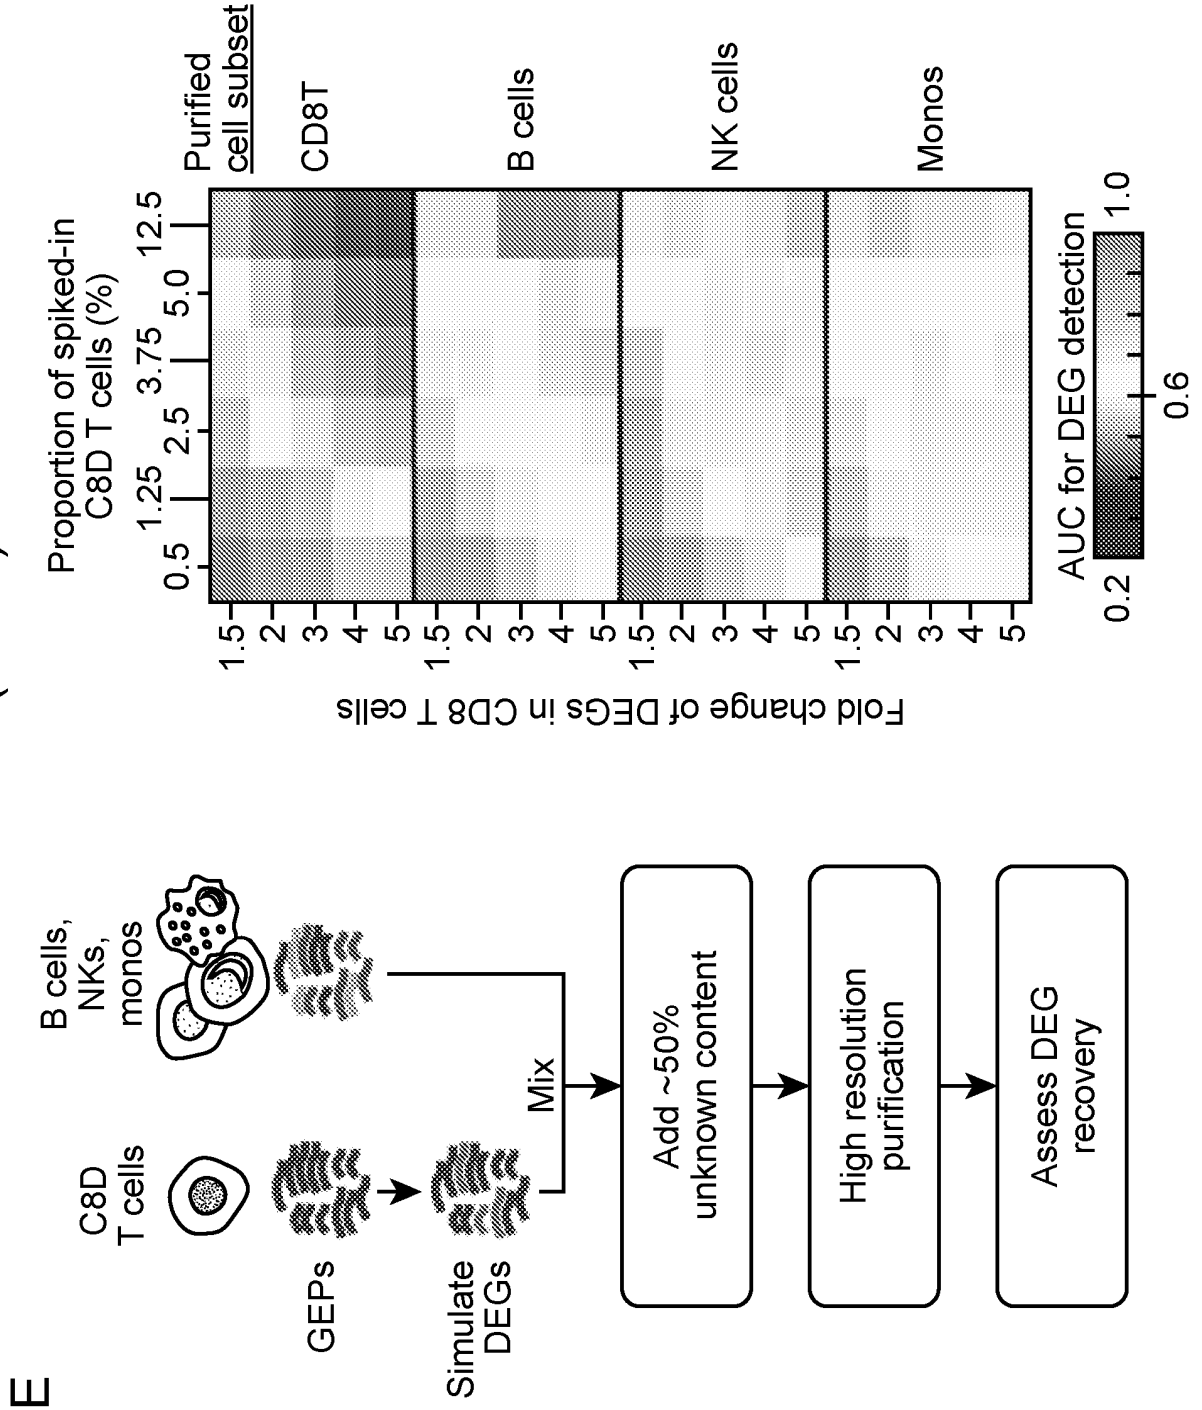 E
C8D
T cells
B cells,
NKs,
monos
GEPs
Simulate
DEGs
Mix
Add ~50%
unknown content
High resolution
purification
Assess DEG
recovery
Proportion of spiked-in
C8D T cells (%)
0.5 1.25 2.5 3.75 5.0 12.5
Purified
cell subset
Fold change of DEGs in CD8 T cells
1.5
2
3
4
5
CD8T
1.5
2
3
4
5
B cells
1.5
2
3
4
5
NK cells
1.5
2
3
4
5
Monos
AUC for DEG detection
0.2 0.6 1.0